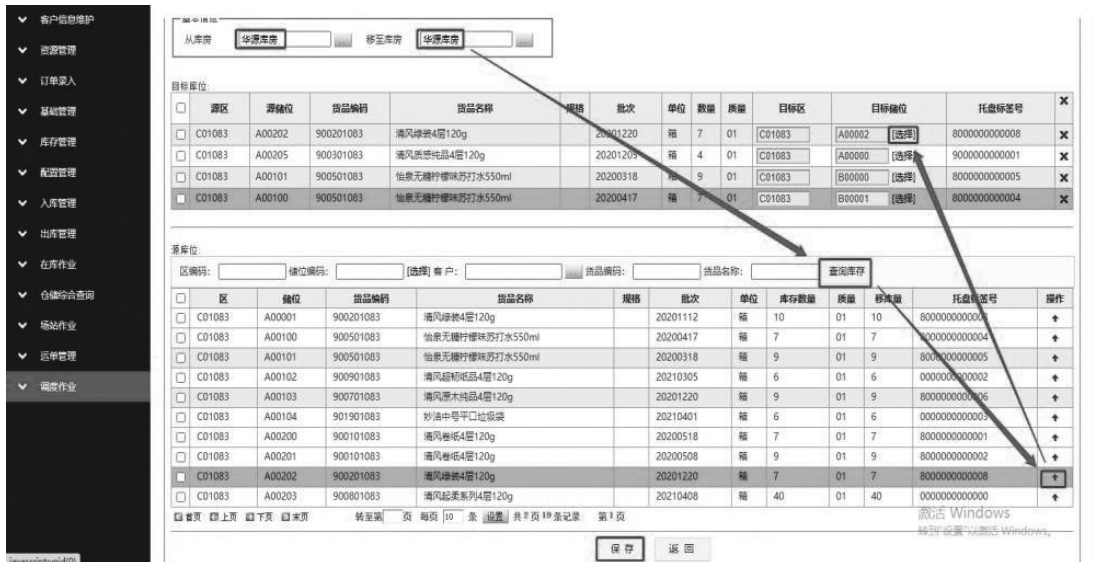 客户信息维护
资源管理
订单录入
基础管理
库存管理
配置管理
入库管理
出库管理
在库作业
仓储综合查询
场站作业
运单管理
调度作业
从库房 华源库房 ... 移至库房 华源库房 ...
目标库位:
源区 源储位 货品编码 货品名称 规格 批次 单位 数量 质量 目标区 目标储位 托盘标签号
C01083 A00202 900201083 清风绿装4层120g 20201220 箱 7 01 C01083 A00002 [选择] 8000000000008
C01083 A00205 900301083 清风质感纯品4层120g 20201205 箱 4 01 C01083 A00000 [选择] 9000000000001
C01083 A00101 900501083 怡泉无糖柠檬味苏打水550ml 20200318 箱 9 01 C01083 B00000 [选择] 8000000000005
C01083 A00100 900501083 怡泉无糖柠檬味苏打水550ml 20200417 箱 7 01 C01083 B00001 [选择] 8000000000004
源库位:
区编码: 储位编码: [选择] 客户: ... 货品编码: 货品名称: 查询库存
区 储位 货品编码 货品名称 规格 批次 单位 库存数量 质量 移库量 托盘标签号 操作
C01083 A00001 900201083 清风绿装4层120g 20201112 箱 10 01 10
C01083 A00100 900501083 怡泉无糖柠檬味苏打水550ml 20200417 箱 7 01 7 8000000000004
C01083 A00101 900501083 怡泉无糖柠檬味苏打水550ml 20200318 箱 9 01 9 8000000000005
C01083 A00102 900901083 清风超韧纸品4层120g 20210305 箱 6 01 6 0000000000002
C01083 A00103 900701083 清风原木纯品4层120g 20201220 箱 9 01 9 8000000000006
C01083 A00104 901901083 妙洁中号平口垃圾袋 20210401 箱 6 01 6 0000000000003
C01083 A00200 900101083 清风卷纸4层120g 20200518 箱 7 01 7 8000000000001
C01083 A00201 900101083 清风卷纸4层120g 20200508 箱 9 01 9 8000000000002
C01083 A00202 900201083 清风绿装4层120g 20201220 箱 7 01 7 8000000000008
C01083 A00203 900801083 清风起柔系列4层120g 20210408 箱 40 01 40 0000000000000
首页 上页 下页 末页 转至第 页 每页 10 条 设置 共2页19条记录 第1页
激活 Windows
转到"设置"以激活 Windows。
保存 返回